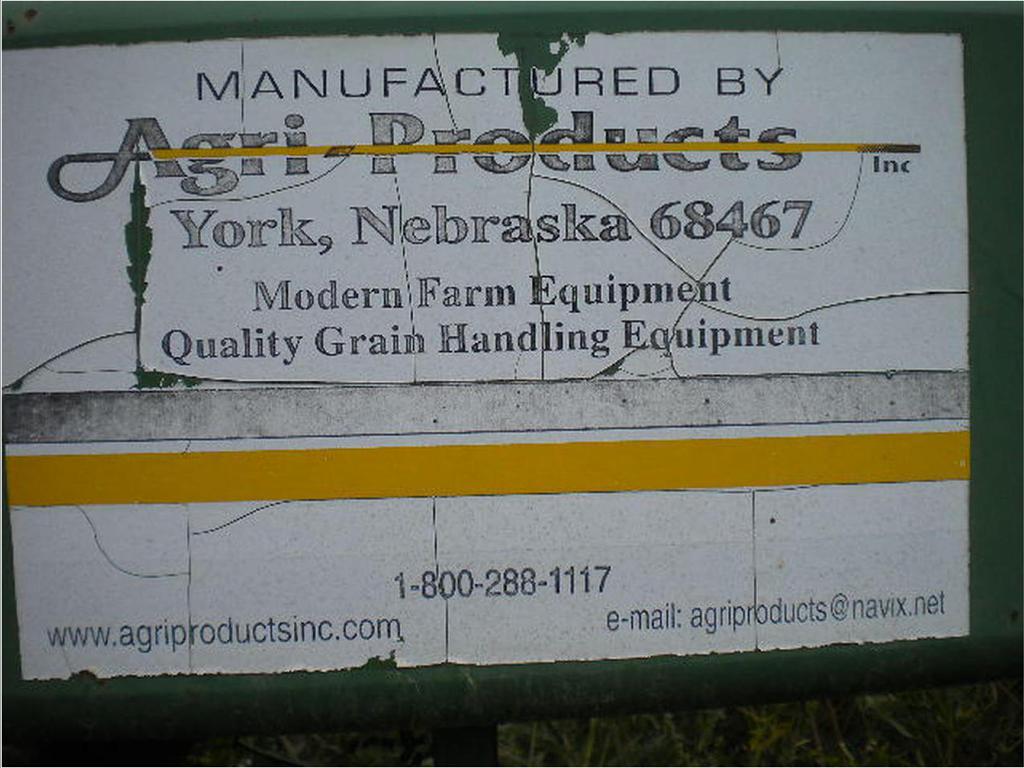 MANUFACTURED BY
Agri-Products
Inc
York, Nebraska 68467
Modern Farm Equipment
Quality Grain Handling Equipment
1-800-288-1117
www.agriproductsinc.com
e-mail: agriproducts@navix.net